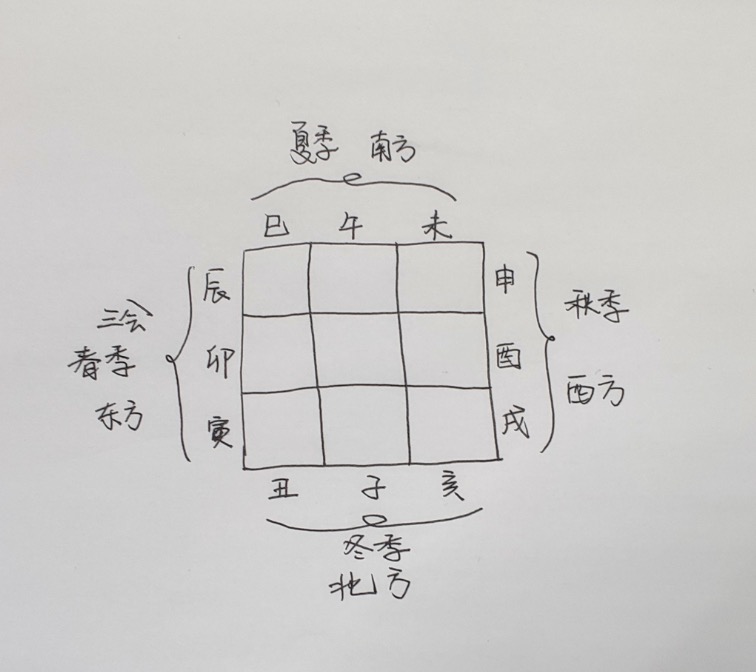 夏季 南方
巳 午 未
辰
卯
寅
三会
春季
东方
申
酉
戌
秋季
西方
丑 子 亥
冬季
北方